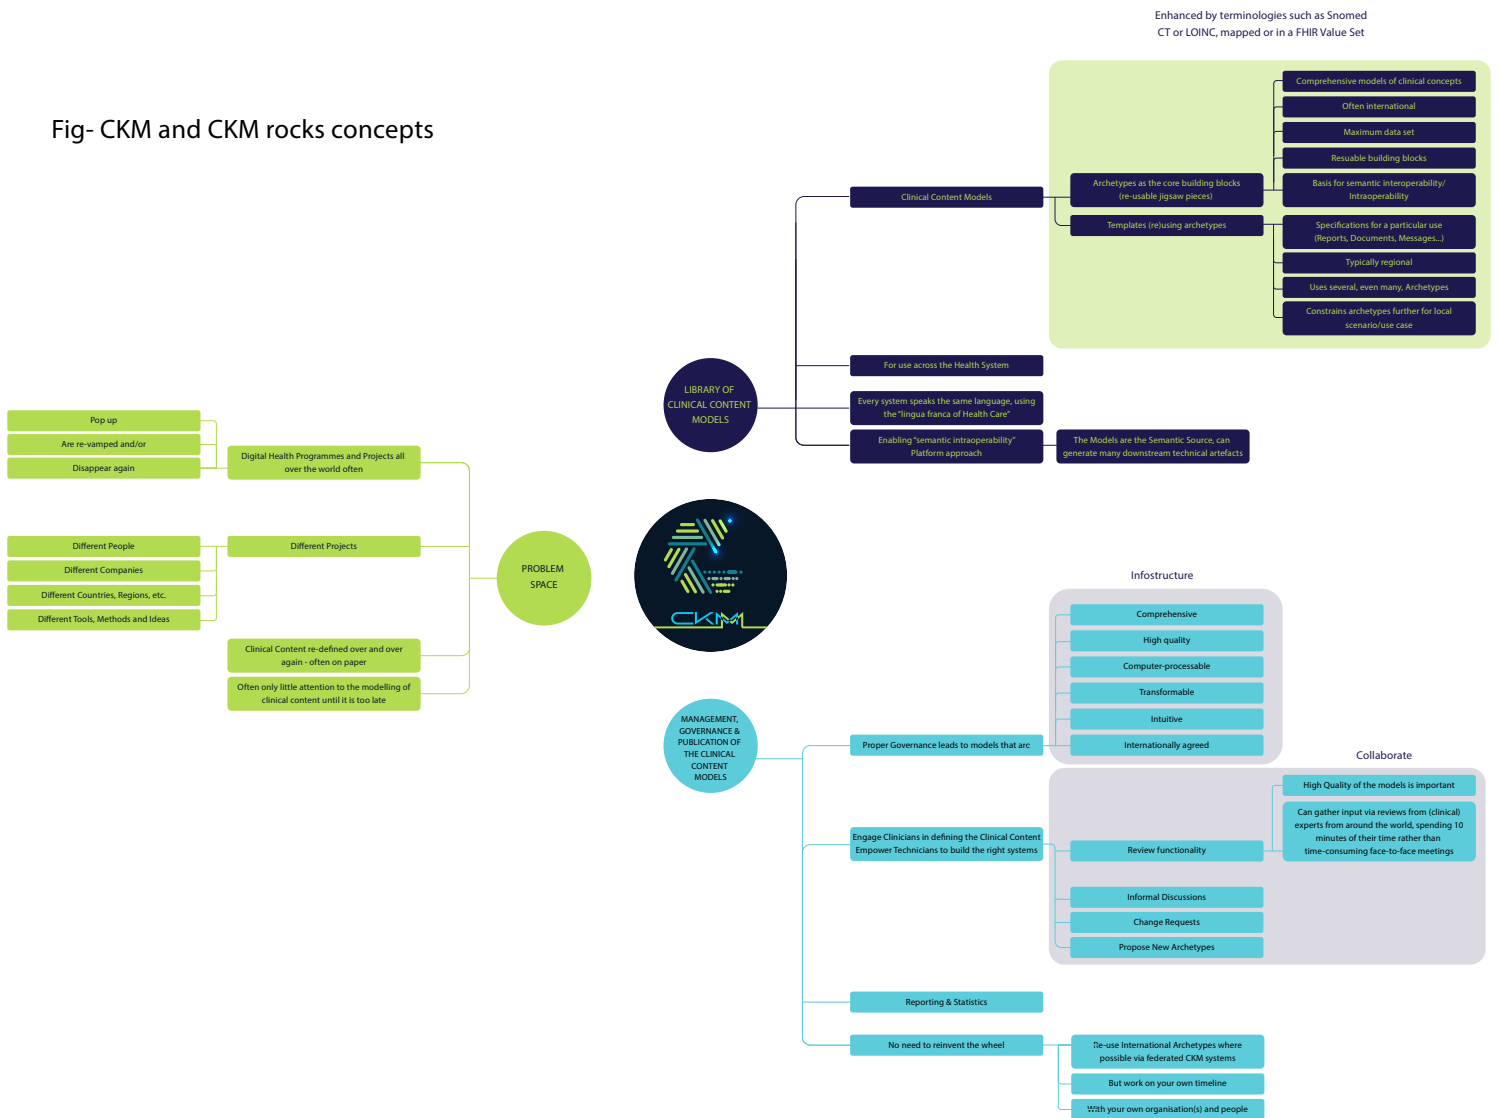 Enhanced by terminologies such as Snomed
CT or LOINC, mapped or in a FHIR Value Set
Fig- CKM and CKM rocks concepts
LIBRARY OF
CLINICAL CONTENT
MODELS
Clinical Content Models
Archetypes as the core building blocks
(re-usable jigsaw pieces)
Comprehensive models of clinical concepts
Often international
Maximum data set
Resuable building blocks
Basis for semantic interoperability/
Intraoperability
Templates (re)using archetypes
Specifications for a particular use
(Reports, Documents, Messages...)
Typically regional
Uses several, even many, Archetypes
Constrains archetypes further for local
scenario/use case
For use across the Health System
Every system speaks the same language, using
the "lingua franca of Health Care"
Enabling "semantic intraoperability"
Platform approach
The Models are the Semantic Source, can
generate many downstream technical artefacts
PROBLEM
SPACE
Digital Health Programmes and Projects all
over the world often
Pop up
Are re-vamped and/or
Disappear again
Different Projects
Different People
Different Companies
Different Countries, Regions, etc.
Different Tools, Methods and Ideas
Clinical Content re-defined over and over
again - often on paper
Often only little attention to the modelling of
clinical content until it is too late
CKM
MANAGEMENT,
GOVERNANCE &
PUBLICATION OF
THE CLINICAL
CONTENT
MODELS
Proper Governance leads to models that arc
Infostructure
Comprehensive
High quality
Computer-processable
Transformable
Intuitive
Internationally agreed
Collaborate
Engage Clinicians in defining the Clinical Content
Empower Technicians to build the right systems
Review functionality
High Quality of the models is important
Can gather input via reviews from (clinical)
experts from around the world, spending 10
minutes of their time rather than
time-consuming face-to-face meetings
Informal Discussions
Change Requests
Propose New Archetypes
Reporting & Statistics
No need to reinvent the wheel
Re-use International Archetypes where
possible via federated CKM systems
But work on your own timeline
With your own organisation(s) and people